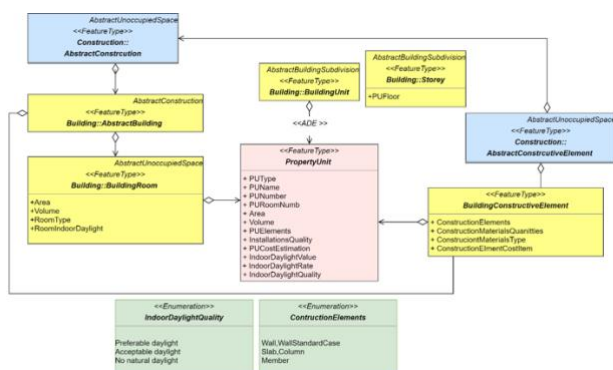 AbstractUnoccupiedSpace
<<FeatureType>>
Construction::
AbstractConstrcution
AbstractConstruction
<<FeatureType>>
Building::AbstractBuilding
AbstractUnoccupiedSpace
<<FeatureType>>
Building::BuildingRoom
+Area
+Volume
+RoomType
+RoomIndoorDaylight
AbstractBuildingSubdivision
<<FeatureType>>
Building::BuildingUnit
<<ADE >>
AbstractBuildingSubdivision
<<FeatureType>>
Building::Storey
+PUFloor
<<FeatureType>>
PropertyUnit
+ PUType
+ PUName
+ PUNumber
+ PURoomNumb
+ Area
+ Volume
+ PUElements
+ InstallationsQuality
+ PUCostEstimation
+ IndoorDaylightValue
+ IndoorDaylightRate
+ IndoorDaylightQuality
AbstractUnoccupiedSpace
<<FeatureType>>
Construction::
AbstractConstrcutiveElement
<<FeatureType>>
BuildingConstructiveElement
+ ConstructionElements
+ ConstructionMaterialsQuanitities
+ ConstrucionMaterialsType
+ ConstructionElmentCostItem
<<Enumeration>>
IndoorDaylightQuality
Preferable daylight
Acceptable daylight
No natural daylight
<<Enumeration>>
ContructionElements
Wall,WallStandardCase
Slab,Column
Member